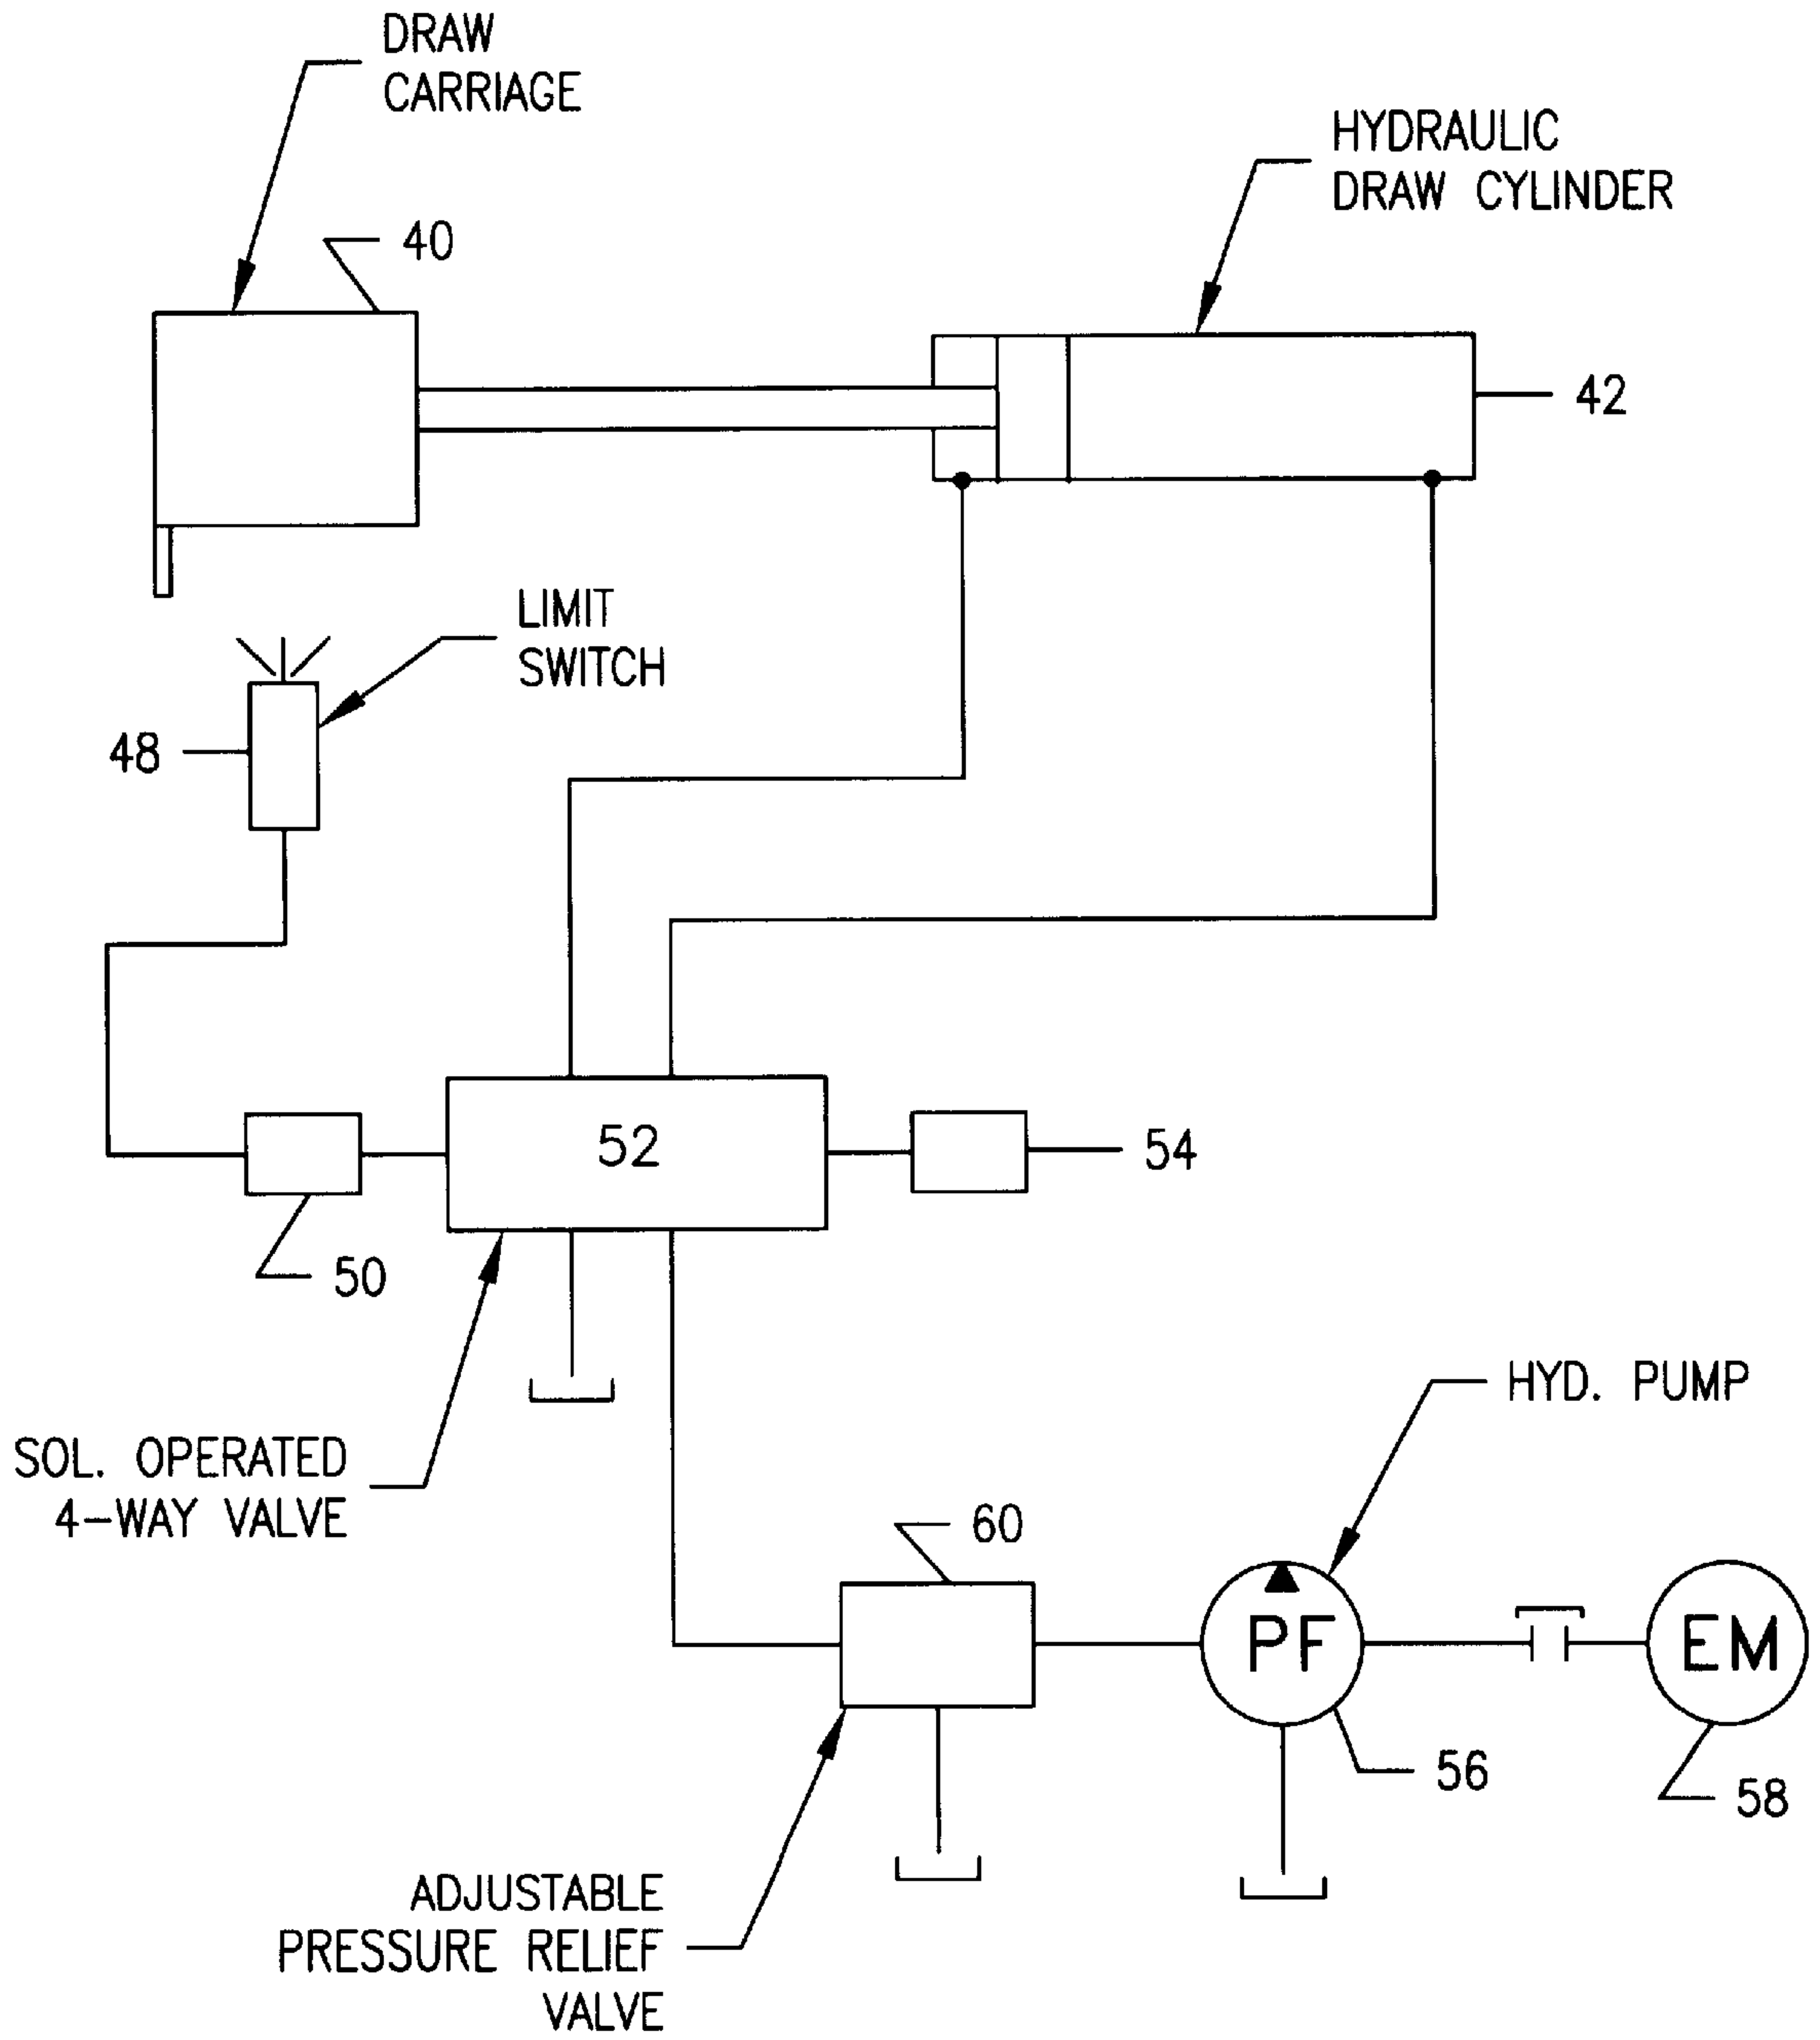 DRAW
CARRIAGE
HYDRAULIC
DRAW CYLINDER
40
42
LIMIT
SWITCH
48
52
54
50
HYD. PUMP
SOL. OPERATED
4-WAY VALVE
60
PF
EM
56
58
ADJUSTABLE
PRESSURE RELIEF
VALVE